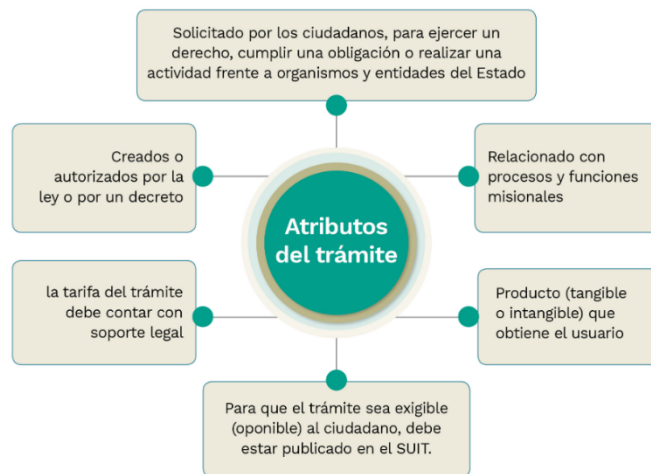 Solicitado por los ciudadanos, para ejercer un
derecho, cumplir una obligación o realizar una
actividad frente a organismos y entidades del Estado
Creados o
autorizados por la
ley o por un decreto
Relacionado con
procesos y funciones
misionales
Atributos
del trámite
la tarifa del trámite
debe contar con
soporte legal
Producto (tangible
o intangible) que
obtiene el usuario
Para que el trámite sea exigible
(oponible) al ciudadano, debe
estar publicado en el SUIT.